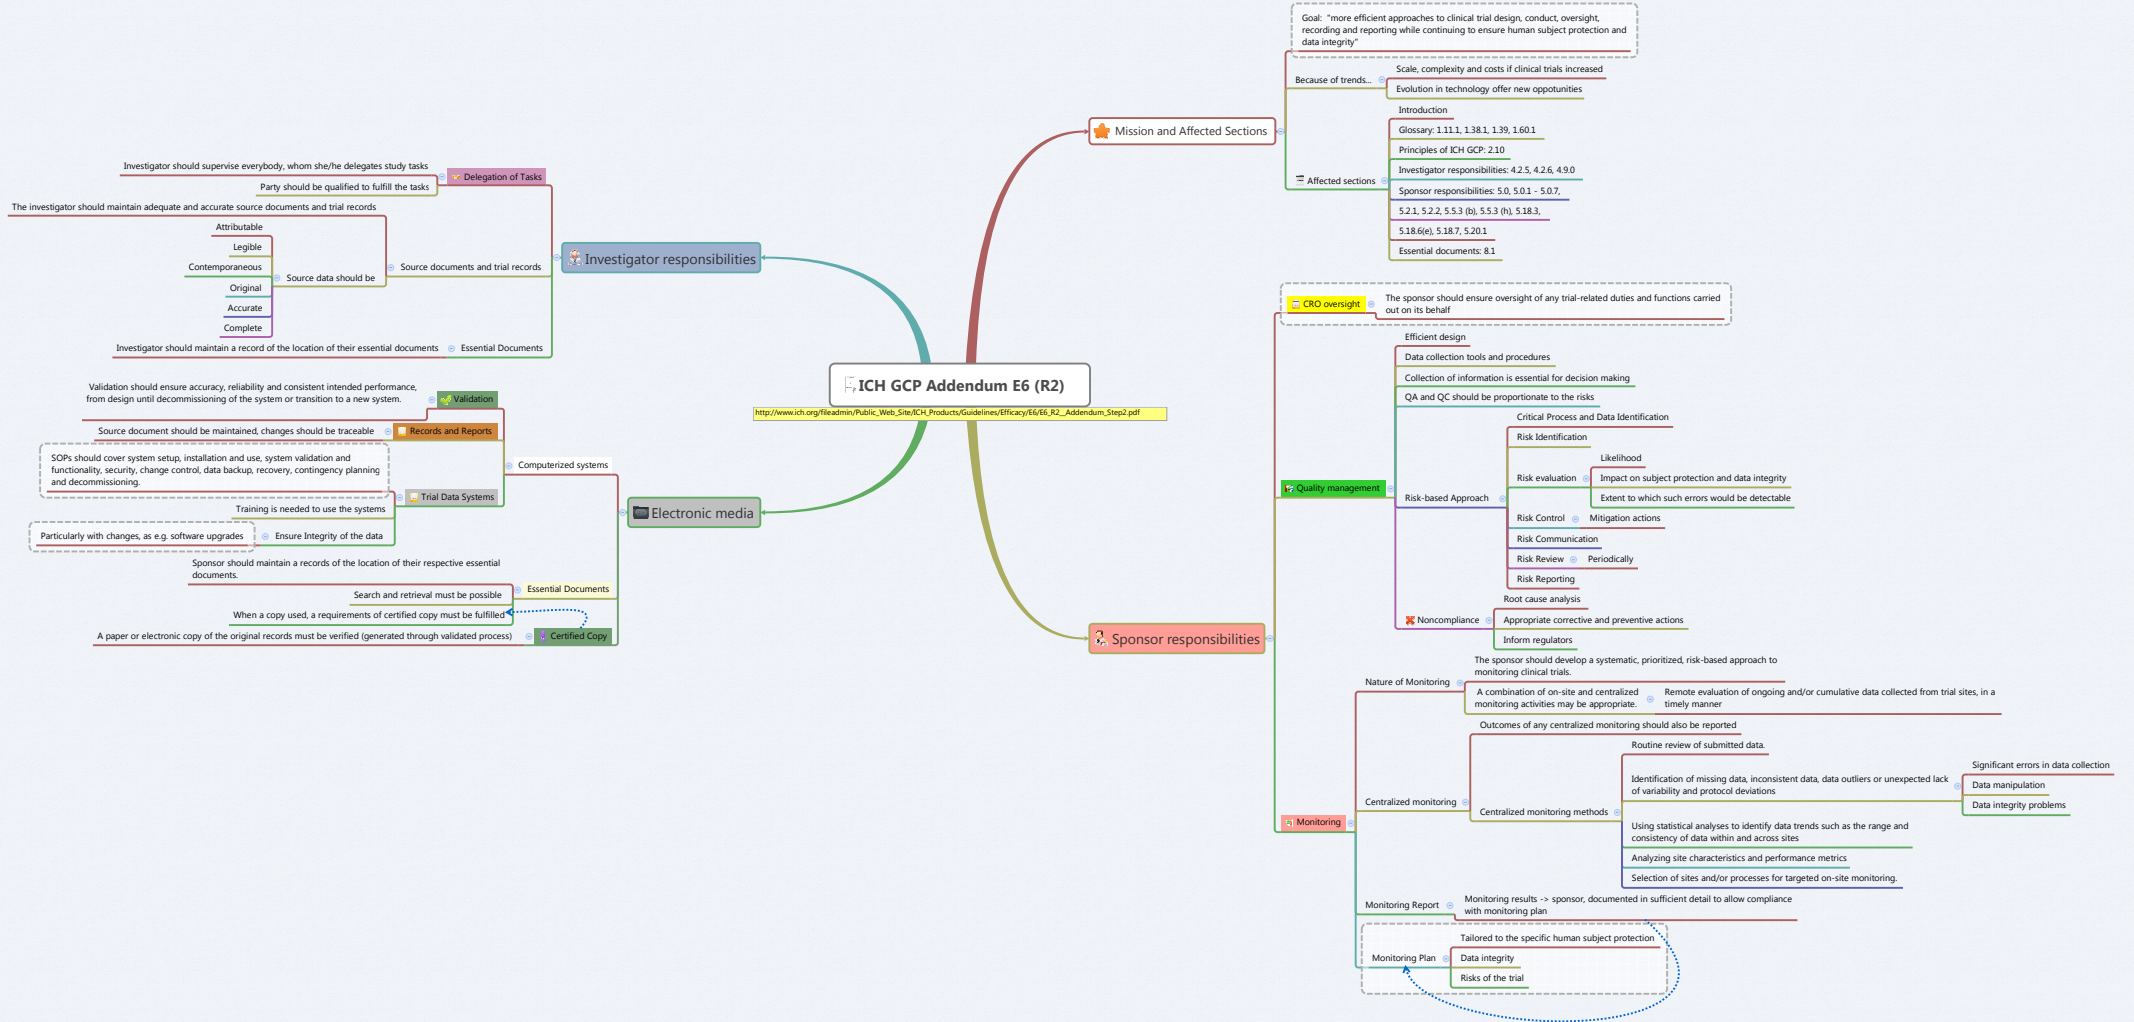 ICH GCP Addendum E6 (R2)
http://www.ich.org/fileadmin/Public_Web_Site/ICH_Products/Guidelines/Efficacy/E6/E6_R2__Addendum_Step2.pdf
Mission and Affected Sections
Goal: "more efficient approaches to clinical trial design, conduct, oversight,
recording and reporting while continuing to ensure human subject protection and
data integrity"
Because of trends...
Scale, complexity and costs if clinical trials increased
Evolution in technology offer new oppotunities
Affected sections
Introduction
Glossary: 1.11.1, 1.38.1, 1.39, 1.60.1
Principles of ICH GCP: 2.10
Investigator responsibilities: 4.2.5, 4.2.6, 4.9.0
Sponsor responsibilities: 5.0, 5.0.1 - 5.0.7,
5.2.1, 5.2.2, 5.5.3 (b), 5.5.3 (h), 5.18.3,
5.18.6(e), 5.18.7, 5.20.1
Essential documents: 8.1
Sponsor responsibilities
CRO oversight
The sponsor should ensure oversight of any trial-related duties and functions carried
out on its behalf
Quality management
Efficient design
Data collection tools and procedures
Collection of information is essential for decision making
QA and QC should be proportionate to the risks
Risk-based Approach
Critical Process and Data Identification
Risk Identification
Risk evaluation
Likelihood
Impact on subject protection and data integrity
Extent to which such errors would be detectable
Risk Control
Mitigation actions
Risk Communication
Risk Review
Periodically
Risk Reporting
Noncompliance
Root cause analysis
Appropriate corrective and preventive actions
Inform regulators
Monitoring
Nature of Monitoring
The sponsor should develop a systematic, prioritized, risk-based approach to
monitoring clinical trials.
A combination of on-site and centralized
monitoring activities may be appropriate.
Remote evaluation of ongoing and/or cumulative data collected from trial sites, in a
timely manner
Centralized monitoring
Outcomes of any centralized monitoring should also be reported
Centralized monitoring methods
Routine review of submitted data.
Identification of missing data, inconsistent data, data outliers or unexpected lack
of variability and protocol deviations
Significant errors in data collection
Data manipulation
Data integrity problems
Using statistical analyses to identify data trends such as the range and
consistency of data within and across sites
Analyzing site characteristics and performance metrics
Selection of sites and/or processes for targeted on-site monitoring.
Monitoring Report
Monitoring results -> sponsor, documented in sufficient detail to allow compliance
with monitoring plan
Monitoring Plan
Tailored to the specific human subject protection
Data integrity
Risks of the trial
Investigator responsibilities
Delegation of Tasks
Investigator should supervise everybody, whom she/he delegates study tasks
Party should be qualified to fulfill the tasks
Source documents and trial records
The investigator should maintain adequate and accurate source documents and trial records
Source data should be
Attributable
Legible
Contemporaneous
Original
Accurate
Complete
Essential Documents
Investigator should maintain a record of the location of their essential documents
Electronic media
Computerized systems
Validation
Validation should ensure accuracy, reliability and consistent intended performance,
from design until decommissioning of the system or transition to a new system.
Records and Reports
Source document should be maintained, changes should be traceable
Trial Data Systems
SOPs should cover system setup, installation and use, system validation and
functionality, security, change control, data backup, recovery, contingency planning
and decommissioning.
Training is needed to use the systems
Ensure Integrity of the data
Particularly with changes, as e.g. software upgrades
Essential Documents
Sponsor should maintain a records of the location of their respective essential
documents.
Search and retrieval must be possible
When a copy used, a requirements of certified copy must be fulfilled
Certified Copy
A paper or electronic copy of the original records must be verified (generated through validated process)